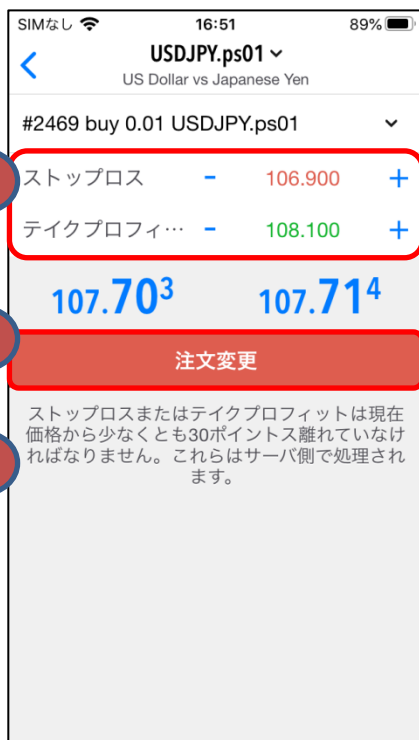 SIMなし 16:51 89%
USDJPY.ps01
US Dollar vs Japanese Yen
#2469 buy 0.01 USDJPY.ps01
ストップロス - 106.900 +
テイクプロフィ… - 108.100 +
107.703 107.714
注文変更
ストップロスまたはテイクプロフィットは現在
価格から少なくとも30ポイントス離れていなけ
ればなりません。これらはサーバ側で処理され
ます。